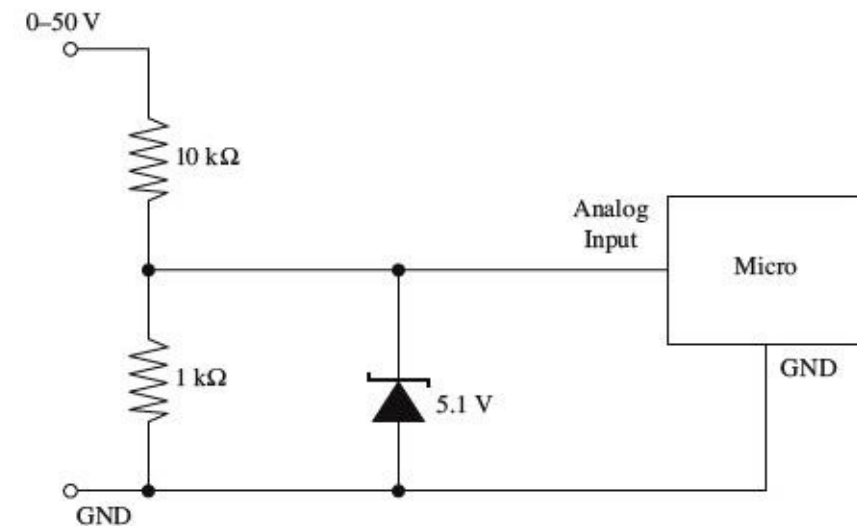 0–50 V
10 kΩ
Analog
Input
Micro
1 kΩ
5.1 V
GND
GND